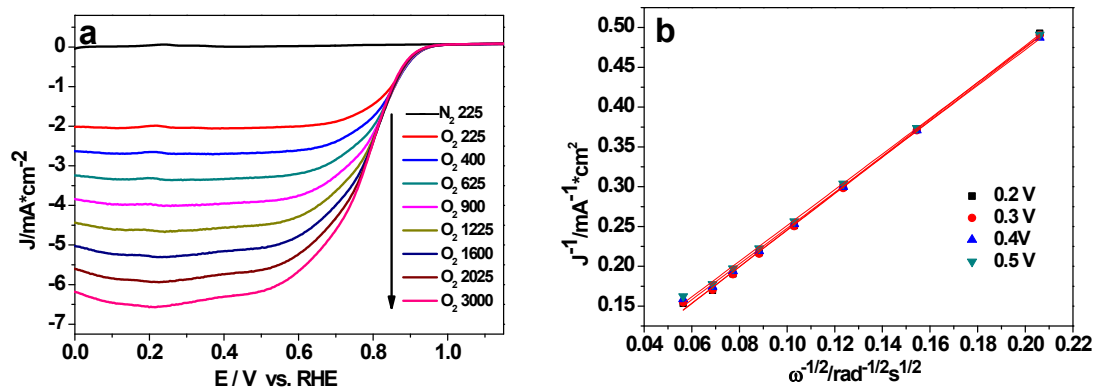 a
0
-1
-2
-3
-4
-5
-6
-7
J/mA*cm-2
N2 225
O2 225
O2 400
O2 625
O2 900
O2 1225
O2 1600
O2 2025
O2 3000
0.0 0.2 0.4 0.6 0.8 1.0
E / V vs. RHE
b
0.50
0.45
0.40
0.35
0.30
0.25
0.20
0.15
J-1/mA-1*cm2
0.2 V
0.3 V
0.4V
0.5 V
0.04 0.06 0.08 0.10 0.12 0.14 0.16 0.18 0.20 0.22
ω-1/2/rad-1/2s1/2